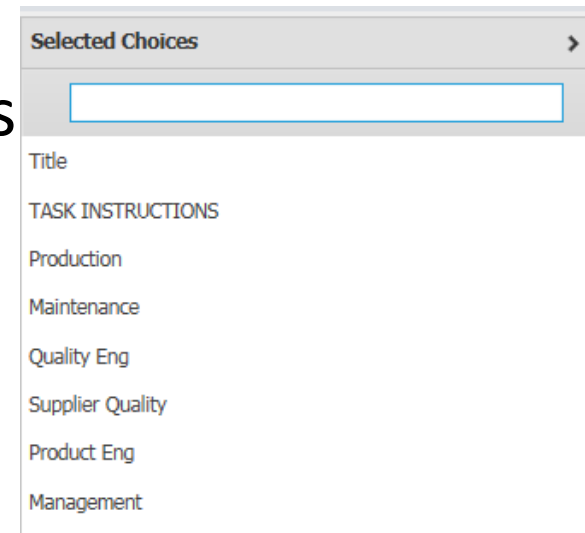 Selected Choices
s
Title
TASK INSTRUCTIONS
Production
Maintenance
Quality Eng
Supplier Quality
Product Eng
Management